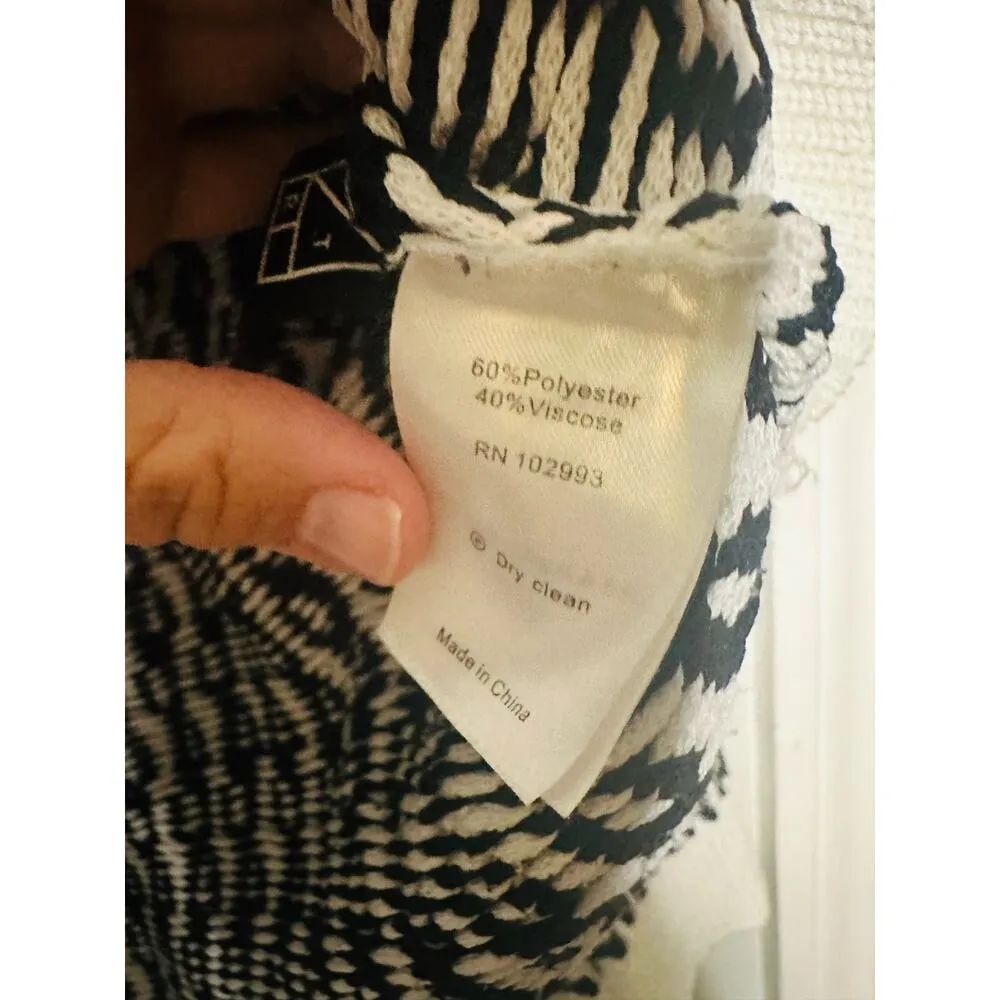 60%Polyester
40%Viscose
RN 102993
Ⓟ Dry clean
Made in China